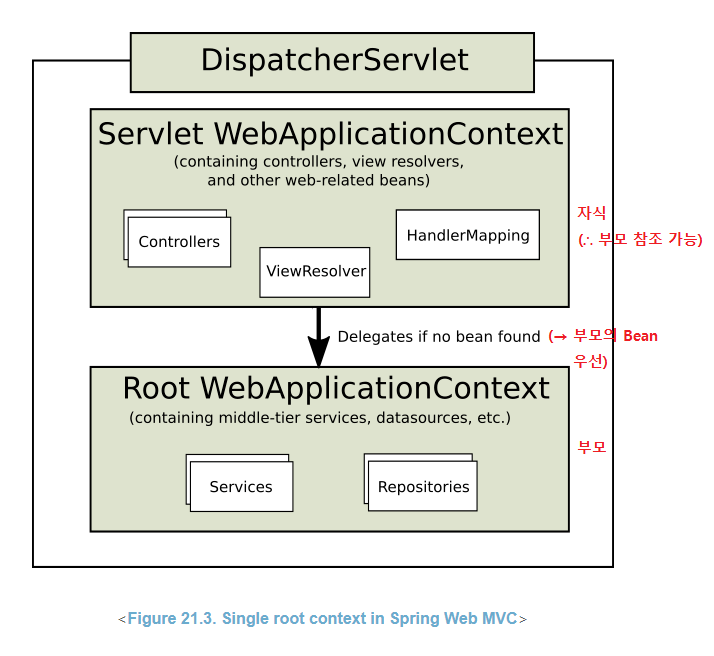 DispatcherServlet
Servlet WebApplicationContext
(containing controllers, view resolvers,
and other web-related beans)
Controllers
ViewResolver
HandlerMapping
자식
(∴ 부모 참조 가능)
Delegates if no bean found (→ 부모의 Bean
우선)
Root WebApplicationContext
(containing middle-tier services, datasources, etc.)
부모
Services
Repositories
<Figure 21.3. Single root context in Spring Web MVC>